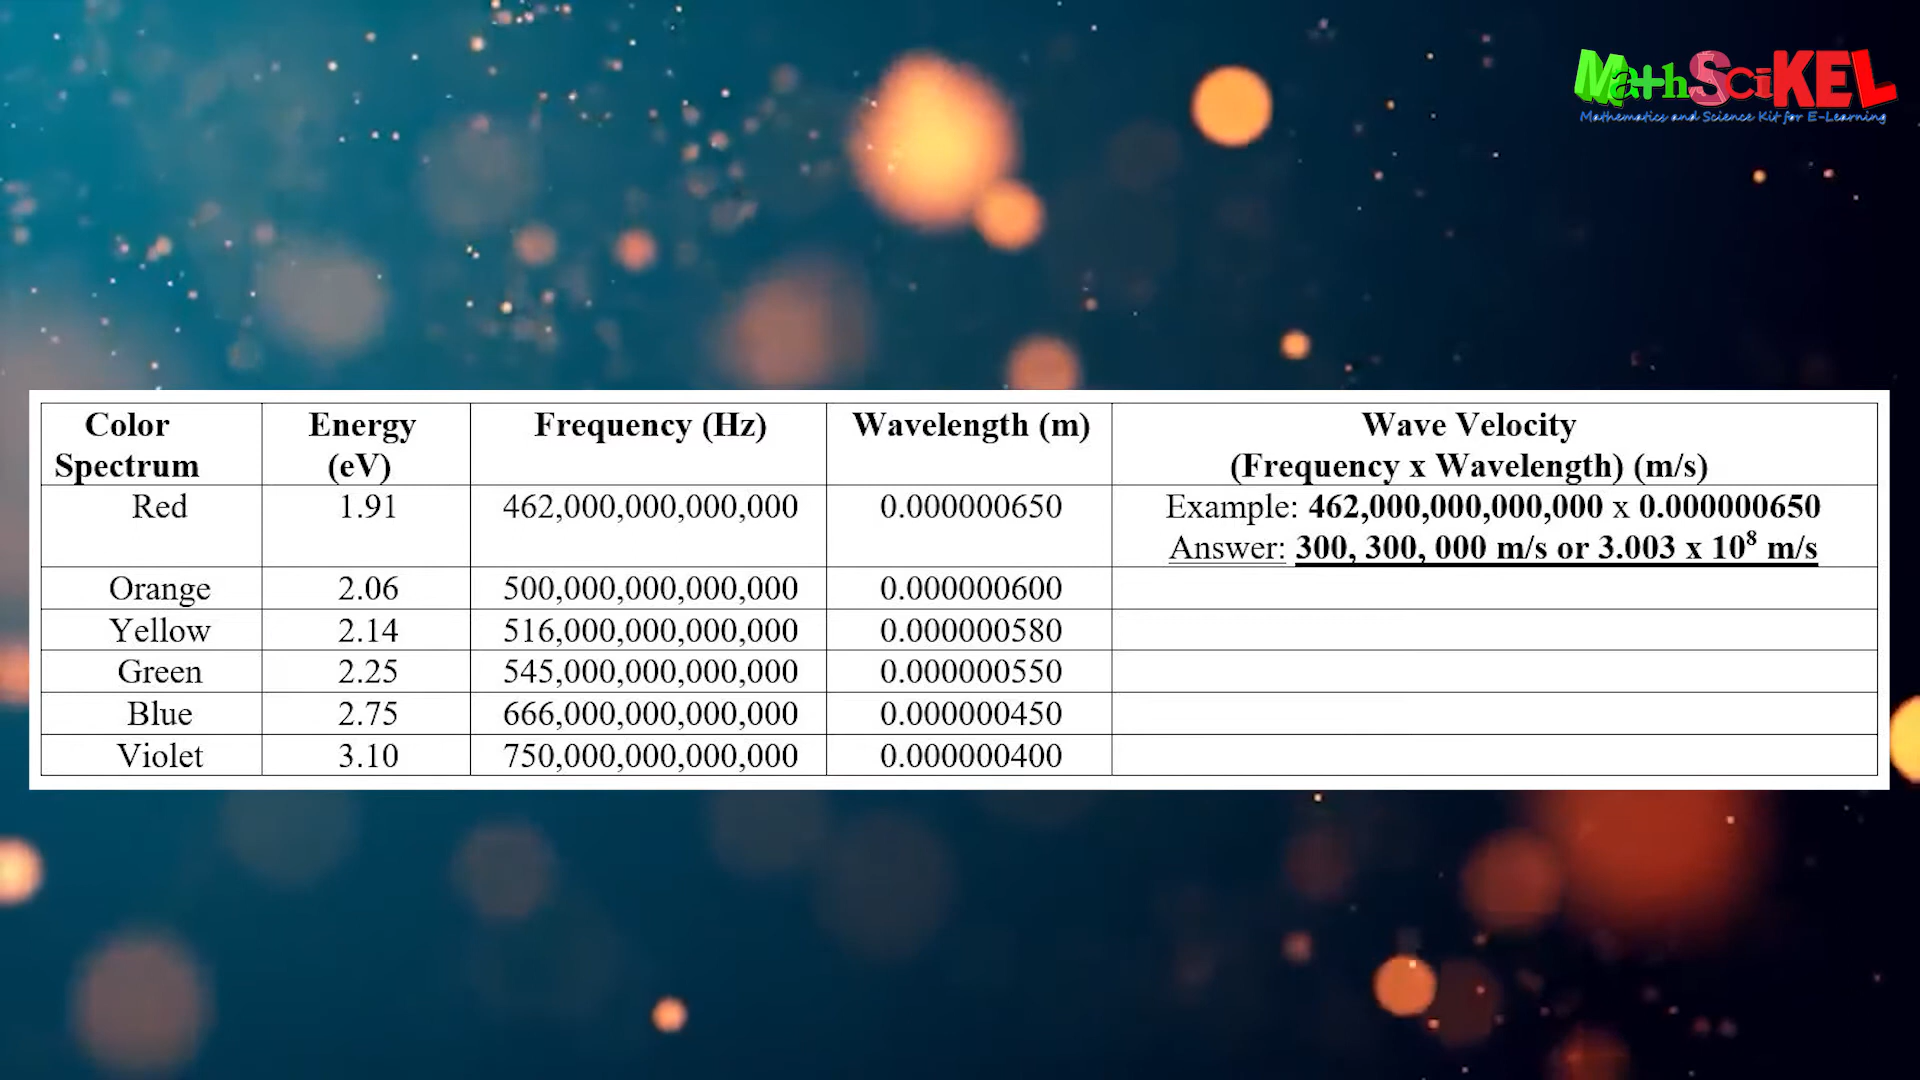 MathSciKEL
Mathematics and Science Kit for E-Learning
Color Spectrum Energy (eV) Frequency (Hz) Wavelength (m) Wave Velocity (Frequency x Wavelength) (m/s)
Red 1.91 462,000,000,000,000 0.000000650 Example: 462,000,000,000,000 x 0.000000650
Answer: 300, 300, 000 m/s or 3.003 x 10⁸ m/s
Orange 2.06 500,000,000,000,000 0.000000600
Yellow 2.14 516,000,000,000,000 0.000000580
Green 2.25 545,000,000,000,000 0.000000550
Blue 2.75 666,000,000,000,000 0.000000450
Violet 3.10 750,000,000,000,000 0.000000400